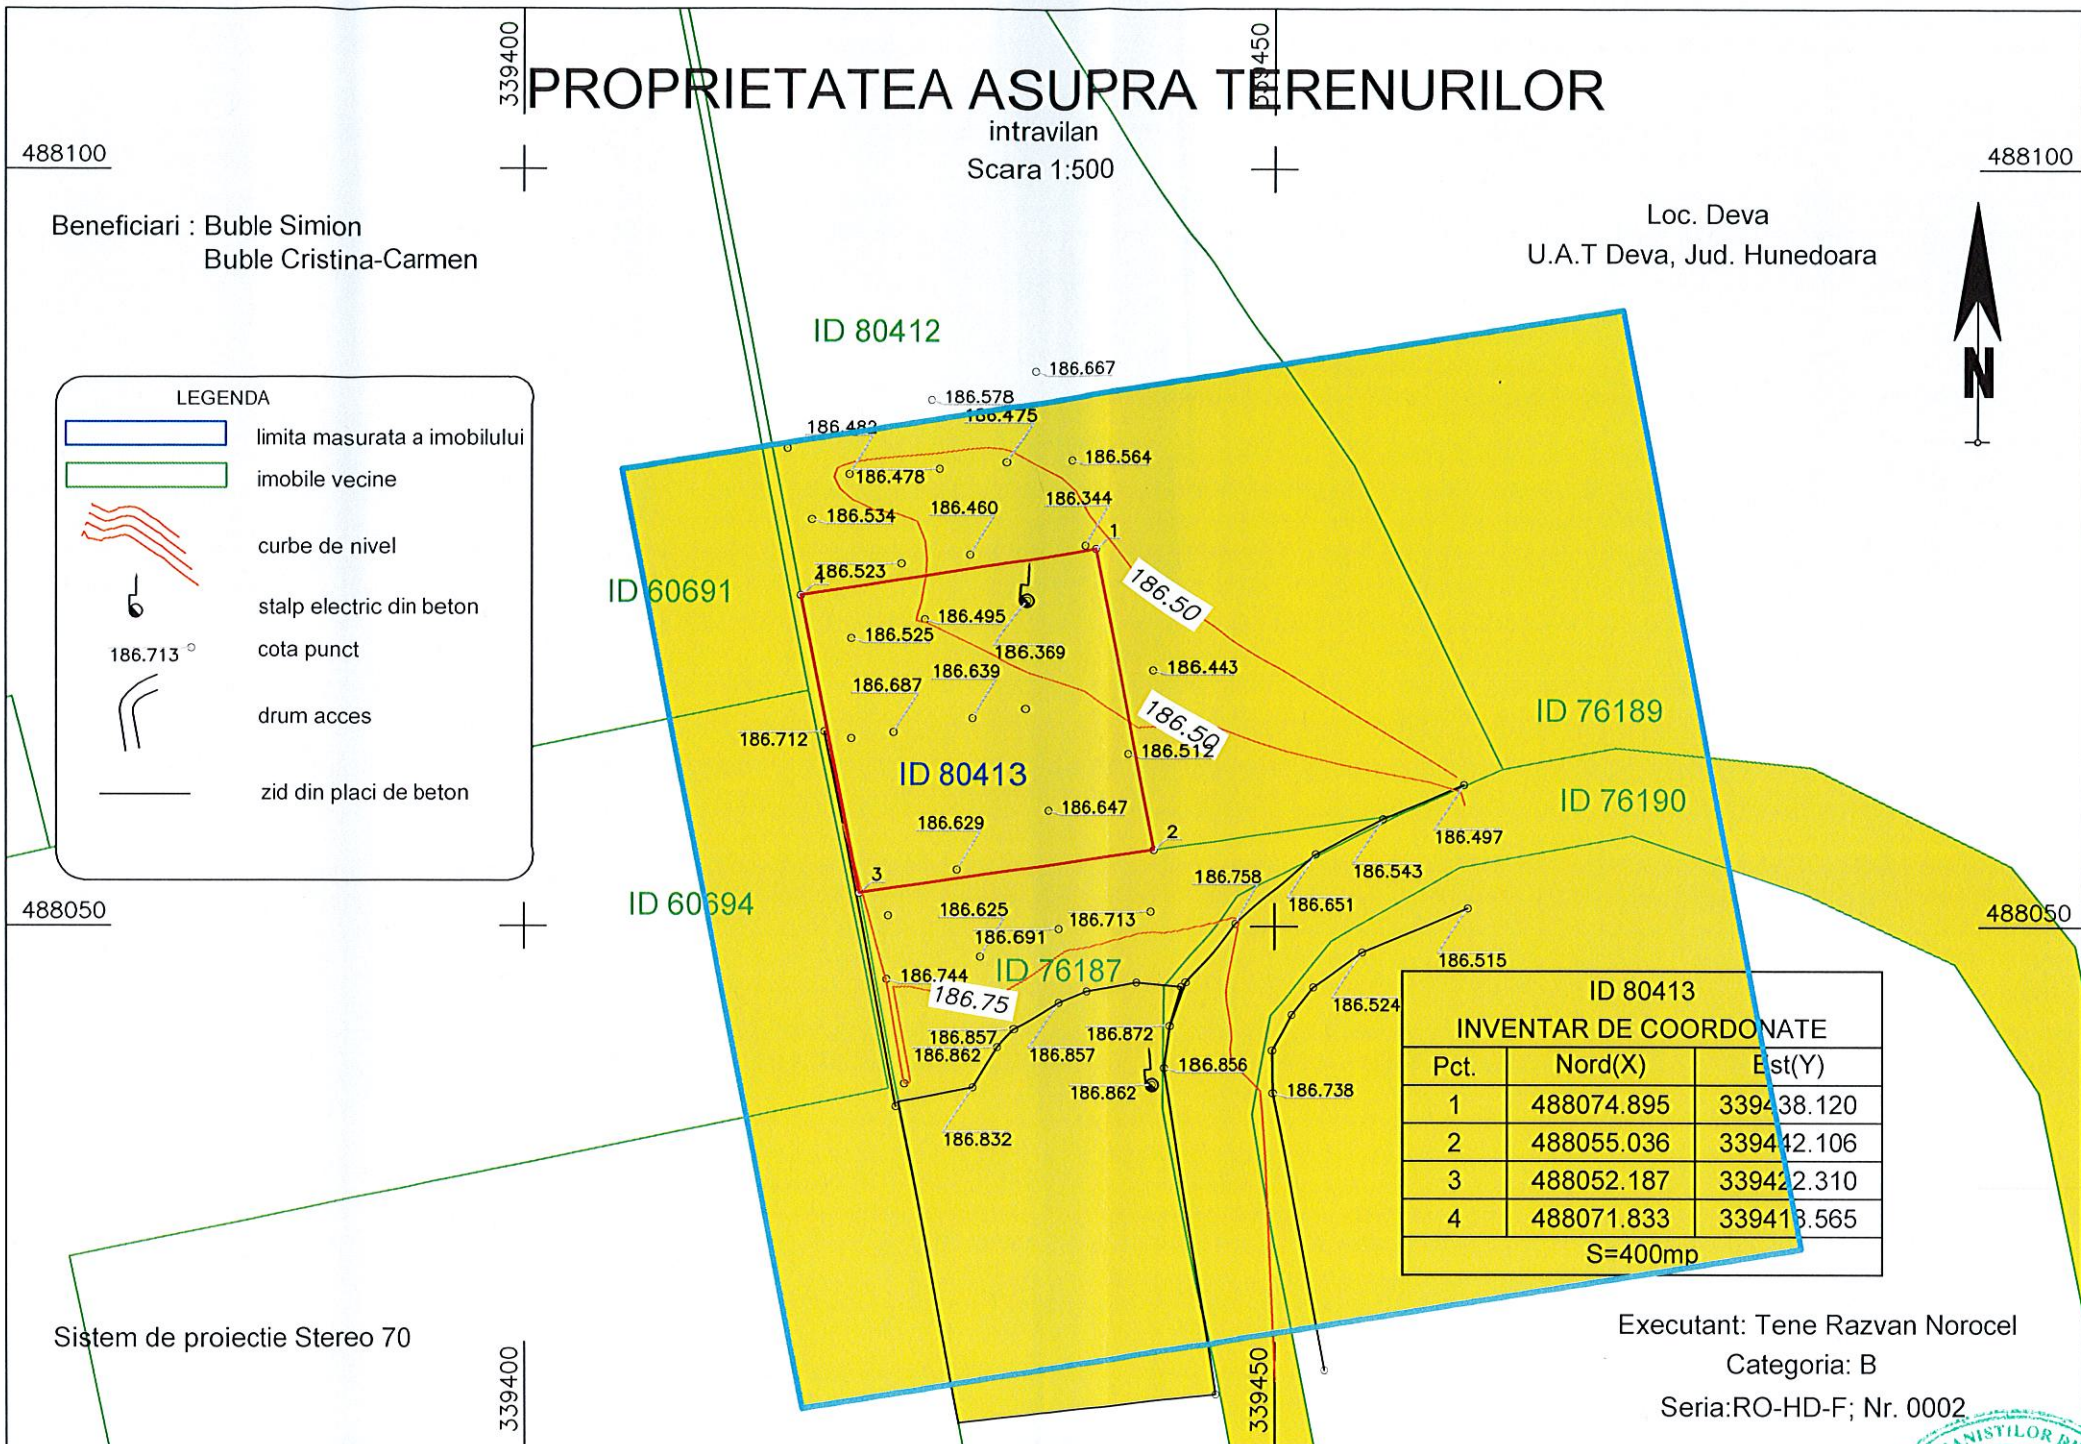 339400
339450
PROPRIETATEA ASUPRA TERENURILOR
intravilan
Scara 1:500
488100
488100
Beneficiari : Buble Simion
Buble Cristina-Carmen
Loc. Deva
U.A.T Deva, Jud. Hunedoara
N
LEGENDA
limita masurata a imobilului
imobile vecine
curbe de nivel
stalp electric din beton
186.713
cota punct
drum acces
zid din placi de beton
ID 80412
186.667
186.578
186.475
186.482
186.564
186.478
186.344
186.460
186.534
1
186.523
4
ID 60691
186.50
186.495
186.525
186.369
186.443
186.639
186.687
186.50
186.712
186.512
ID 80413
ID 76189
ID 76190
186.647
186.629
2
186.497
186.543
3
186.758
ID 60694
186.651
186.625
186.713
186.691
488050
488050
186.515
ID 76187
186.744
186.75
186.524
186.857
186.872
186.862
186.857
186.856
186.862
186.738
186.832
ID 80413
INVENTAR DE COORDONATE
Pct. Nord(X) Est(Y)
1 488074.895 339438.120
2 488055.036 339442.106
3 488052.187 339422.310
4 488071.833 339418.565
S=400mp
Sistem de proiectie Stereo 70
339400
339450
Executant: Tene Razvan Norocel
Categoria: B
Seria:RO-HD-F; Nr. 0002